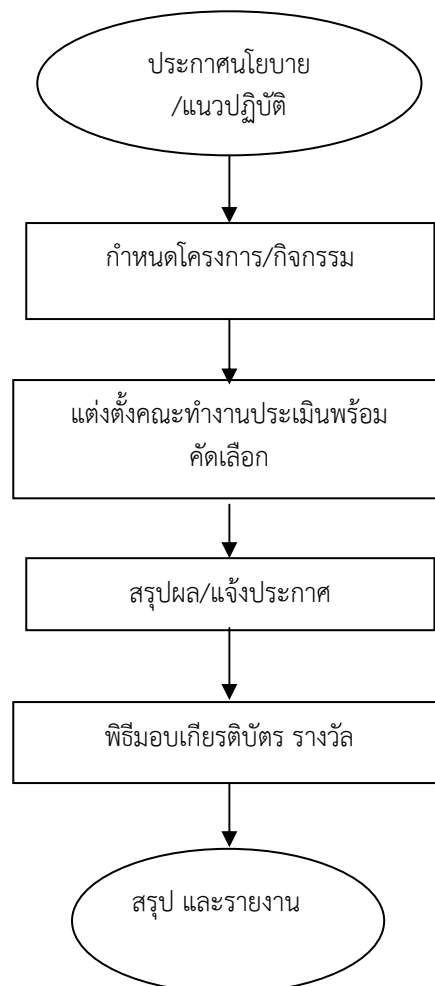 ประกาศนโยบาย
/แนวปฏิบัติ
กำหนดโครงการ/กิจกรรม
แต่งตั้งคณะทำงานประเมินพร้อม
คัดเลือก
สรุปผล/แจ้งประกาศ
พิธีมอบเกียรติบัตร รางวัล
สรุป และรายงาน